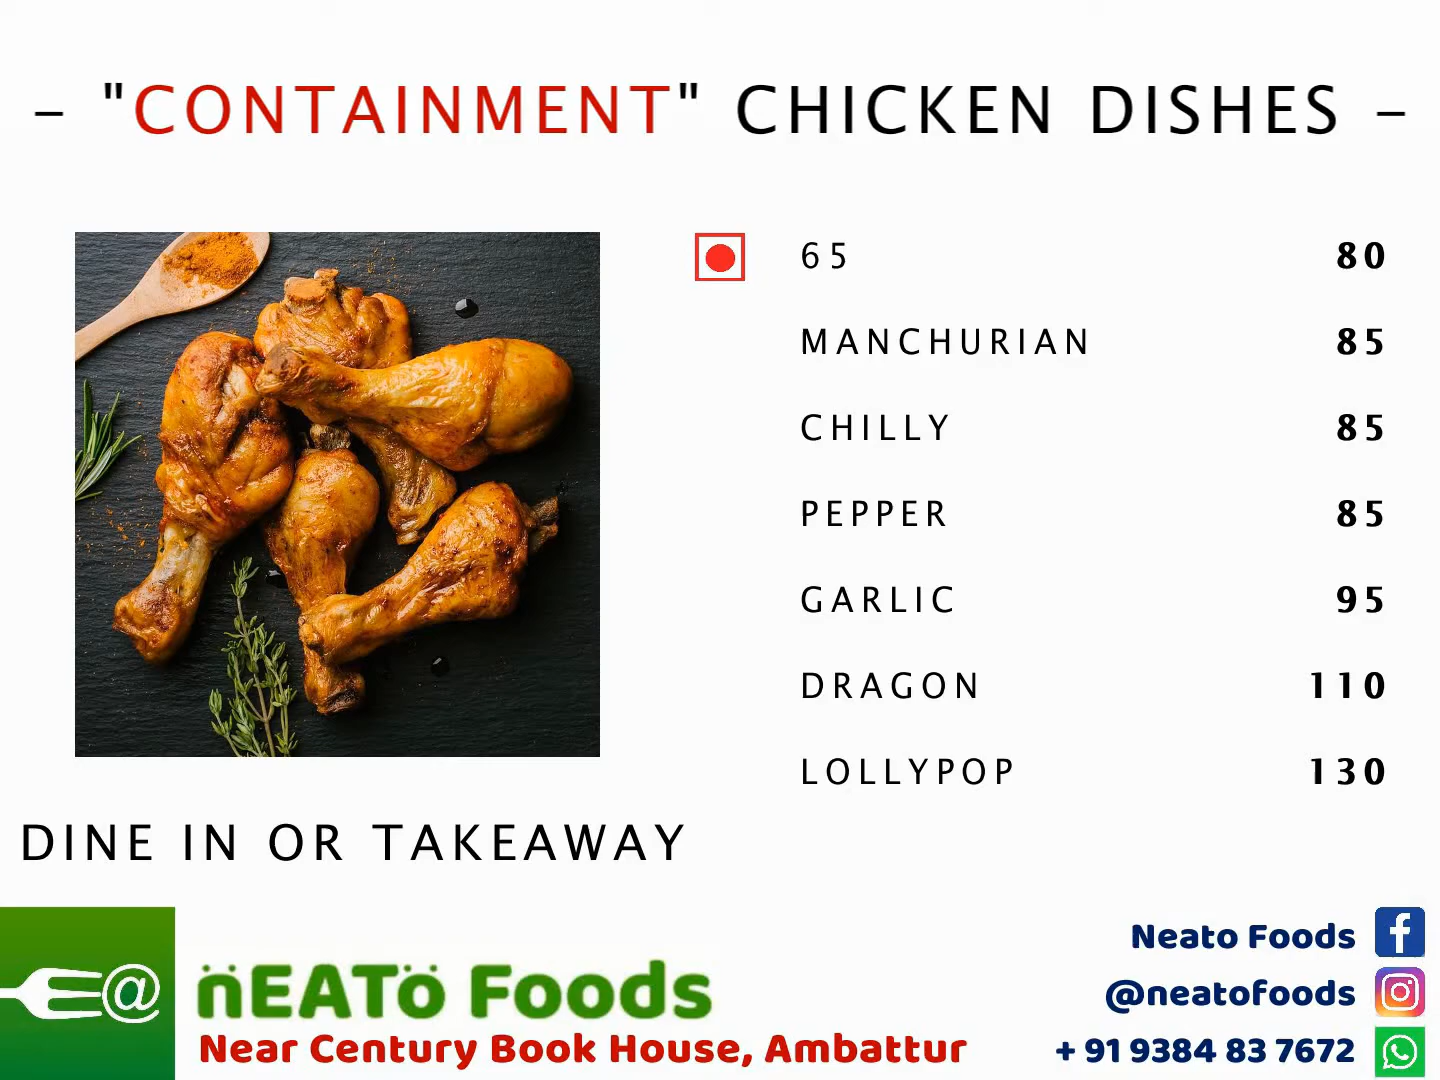 – "CONTAINMENT" CHICKEN DISHES –
65 80
MANCHURIAN 85
CHILLY 85
PEPPER 85
GARLIC 95
DRAGON 110
LOLLYPOP 130
DINE IN OR TAKEAWAY
@
n̈EATö Foods
Near Century Book House, Ambattur
Neato Foods
@neatofoods
+ 91 9384 83 7672